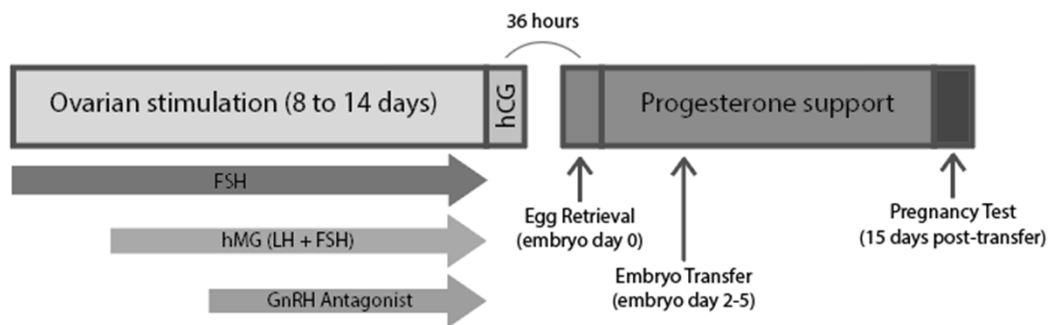 36 hours
Ovarian stimulation (8 to 14 days)
hCG
Progesterone support
FSH
hMG (LH + FSH)
GnRH Antagonist
Egg Retrieval
(embryo day 0)
Embryo Transfer
(embryo day 2-5)
Pregnancy Test
(15 days post-transfer)